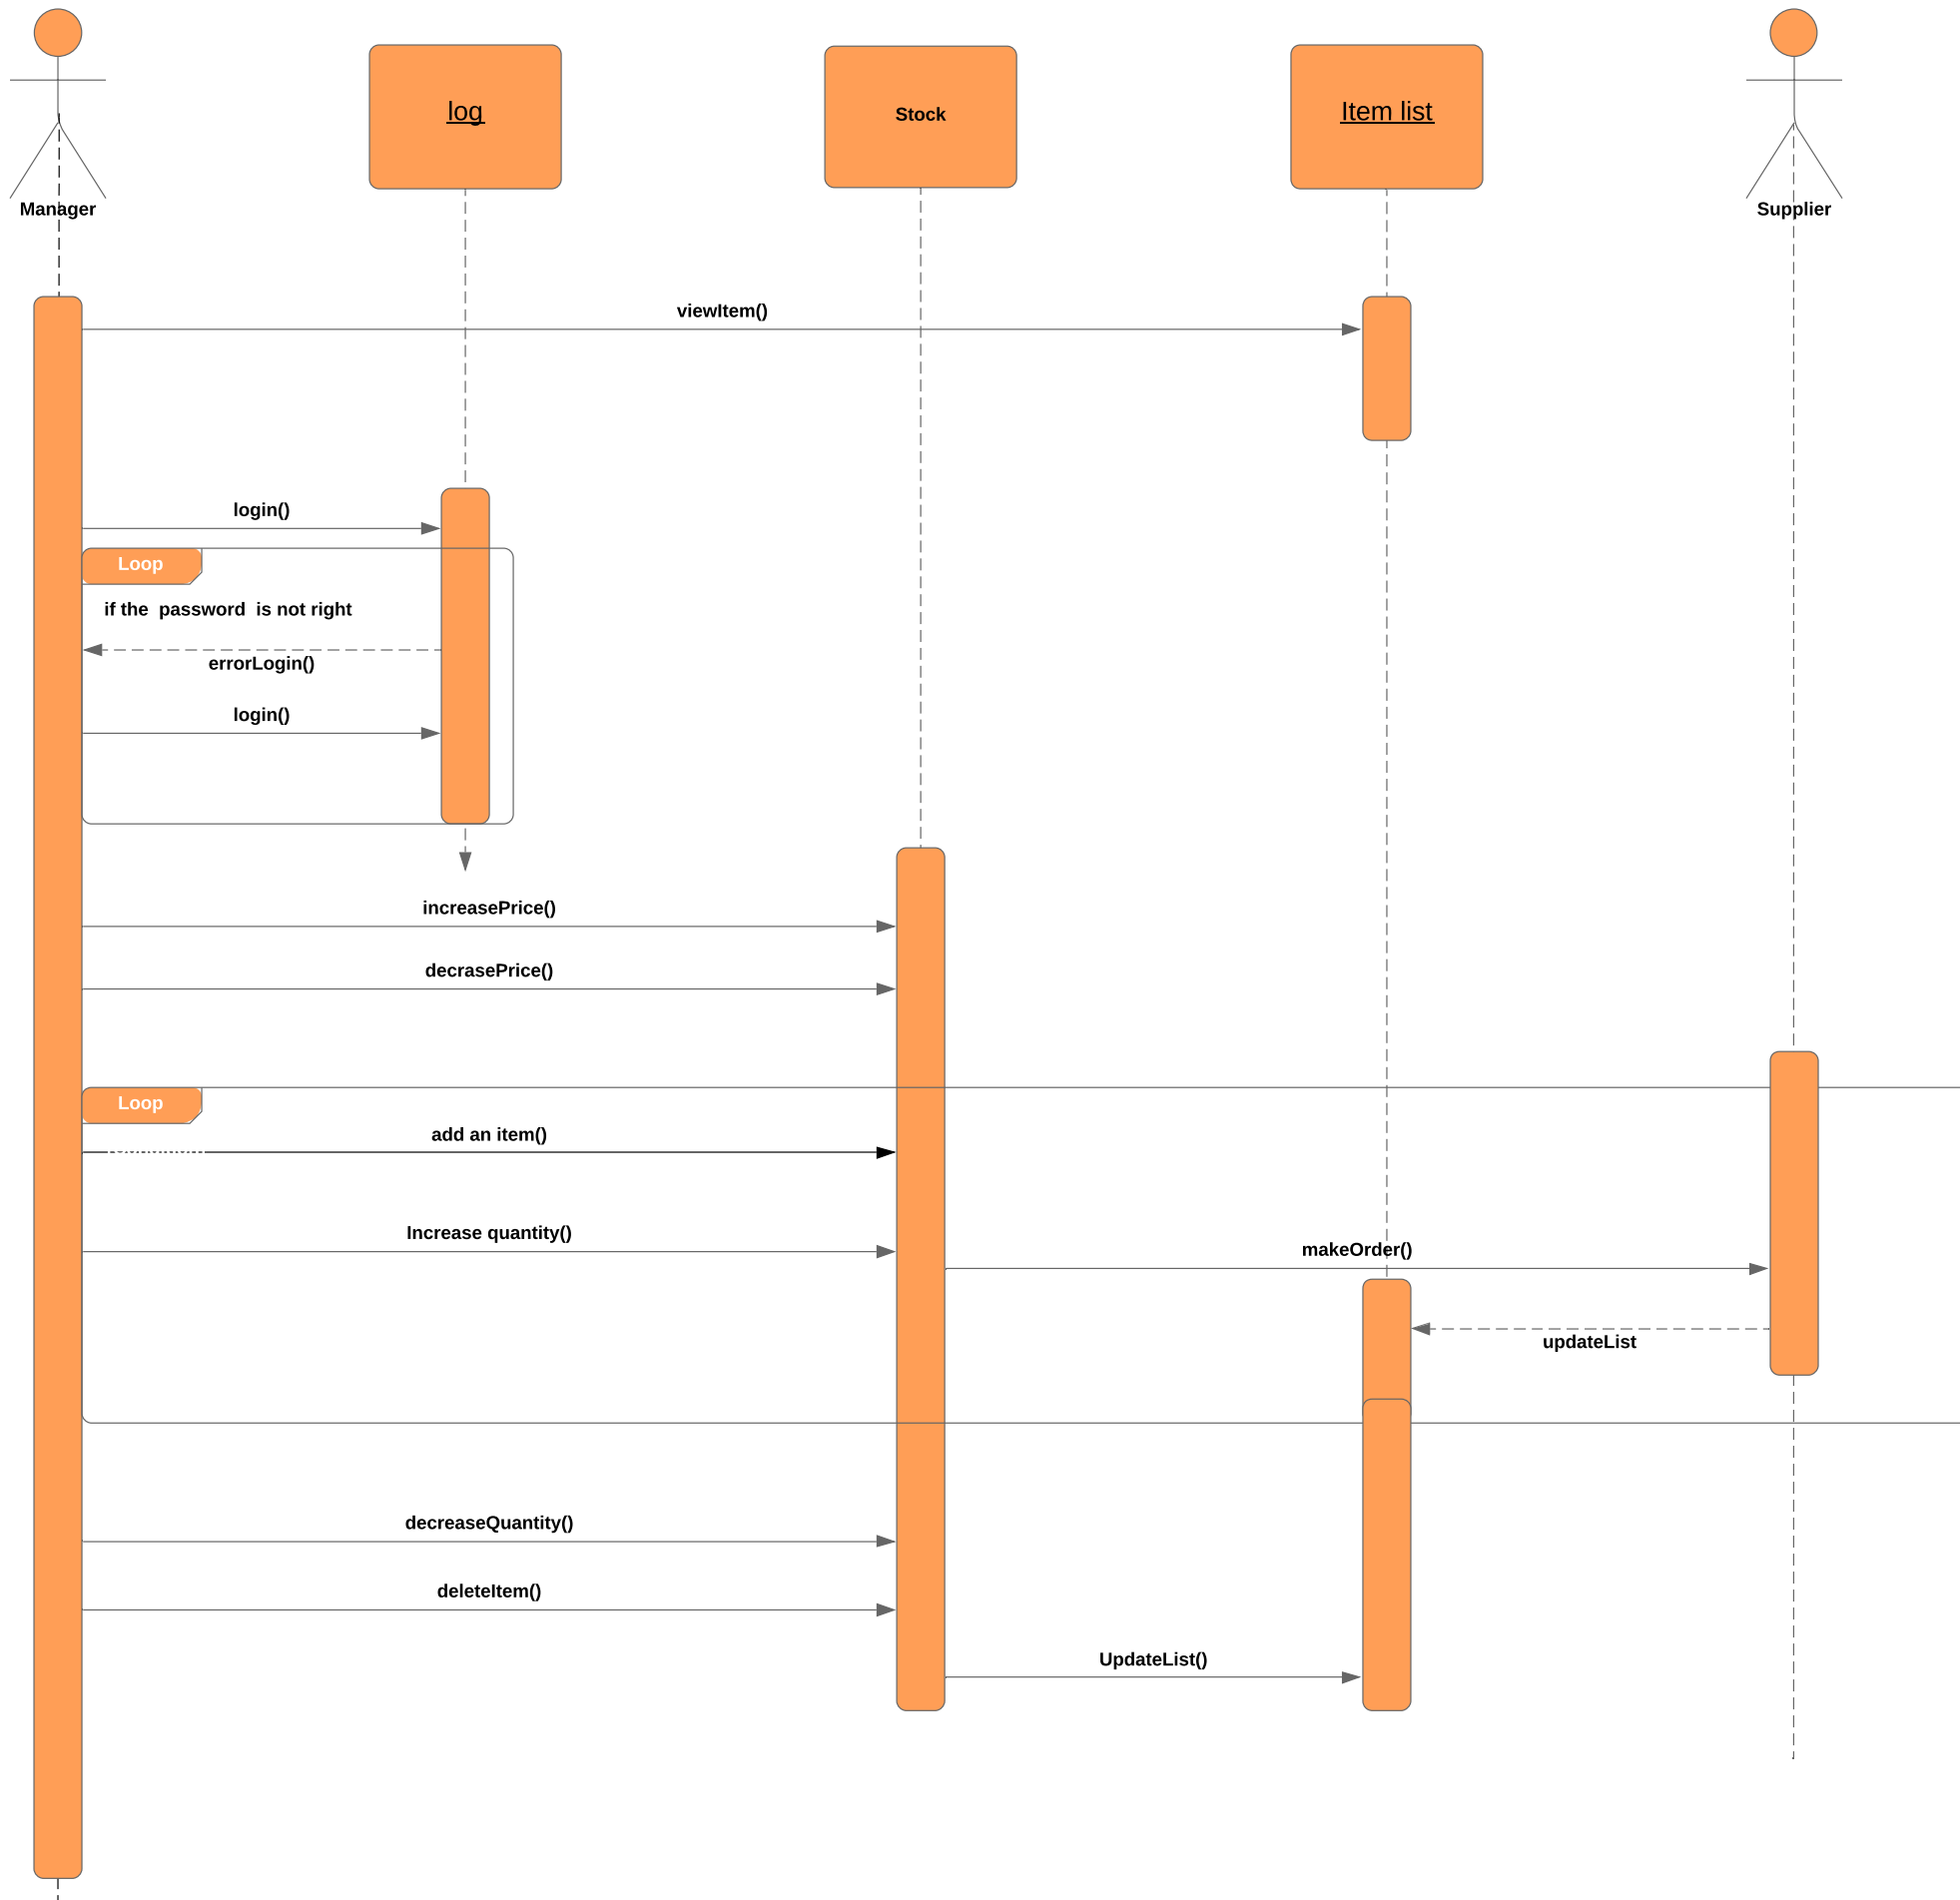 log
Stock
Item list
Manager
Supplier
viewItem()
login()
Loop
if the  password  is not right
errorLogin()
login()
increasePrice()
decrasePrice()
Loop
add an item()
Increase quantity()
makeOrder()
updateList
decreaseQuantity()
deleteItem()
UpdateList()